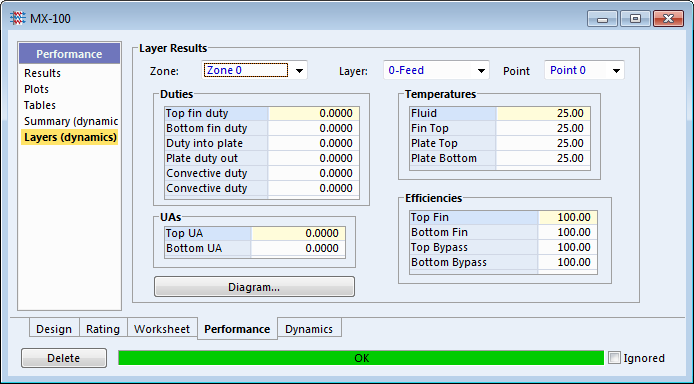 MX-100
Performance
Results
Plots
Tables
Summary (dynamic
Layers (dynamics)
Layer Results
Zone: Zone 0 Layer: 0-Feed Point Point 0
Duties
Top fin duty 0.0000
Bottom fin duty 0.0000
Duty into plate 0.0000
Plate duty out 0.0000
Convective duty 0.0000
Convective duty 0.0000
UAs
Top UA 0.0000
Bottom UA 0.0000
Diagram...
Temperatures
Fluid 25.00
Fin Top 25.00
Plate Top 25.00
Plate Bottom 25.00
Efficiencies
Top Fin 100.00
Bottom Fin 100.00
Top Bypass 100.00
Bottom Bypass 100.00
Design Rating Worksheet Performance Dynamics
Delete OK Ignored